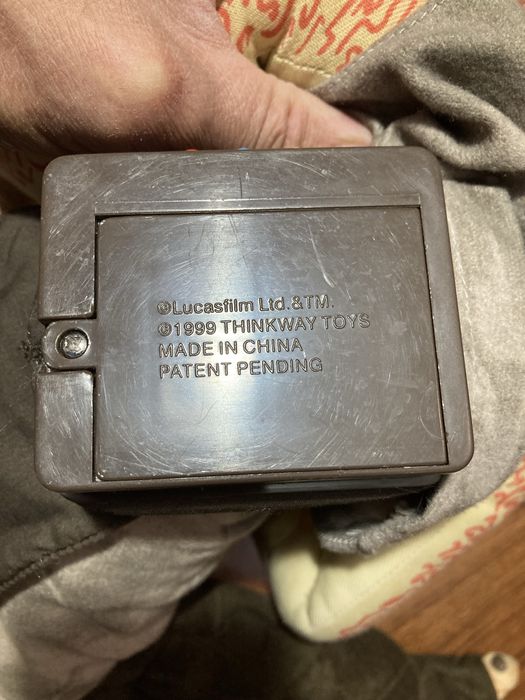 ©Lucasfilm Ltd.&TM.
©1999 THINKWAY TOYS
MADE IN CHINA
PATENT PENDING